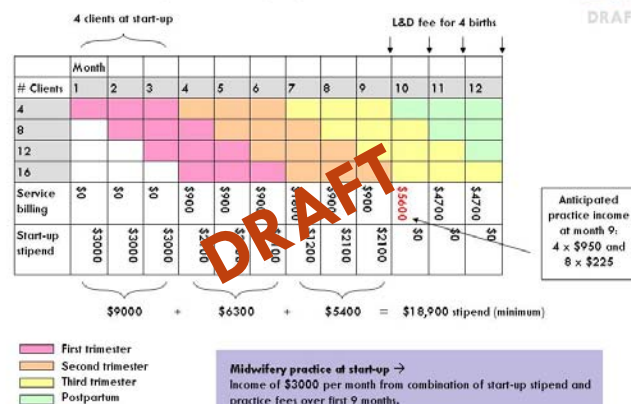 4 clients at start-up
L&D fee for 4 births
DRAF
Month
# Clients 1 2 3 4 5 6 7 8 9 10 11 12
4
8
12
16
Service billing $0 $0 $0 $900 $900 $900 $900 $5600 $4700 $4700
Start-up stipend $3000 $3000 $3000 $1200 $2100 $2100 $0 $0 $0
DRAFT
Anticipated
practice income
at month 9:
4 x $950 and
8 x $225
$9000 + $6300 + $5400 = $18,900 stipend (minimum)
First trimester
Second trimester
Third trimester
Postpartum
Midwifery practice at start-up →
Income of $3000 per month from combination of start-up stipend and
practice fees over first 9 months.